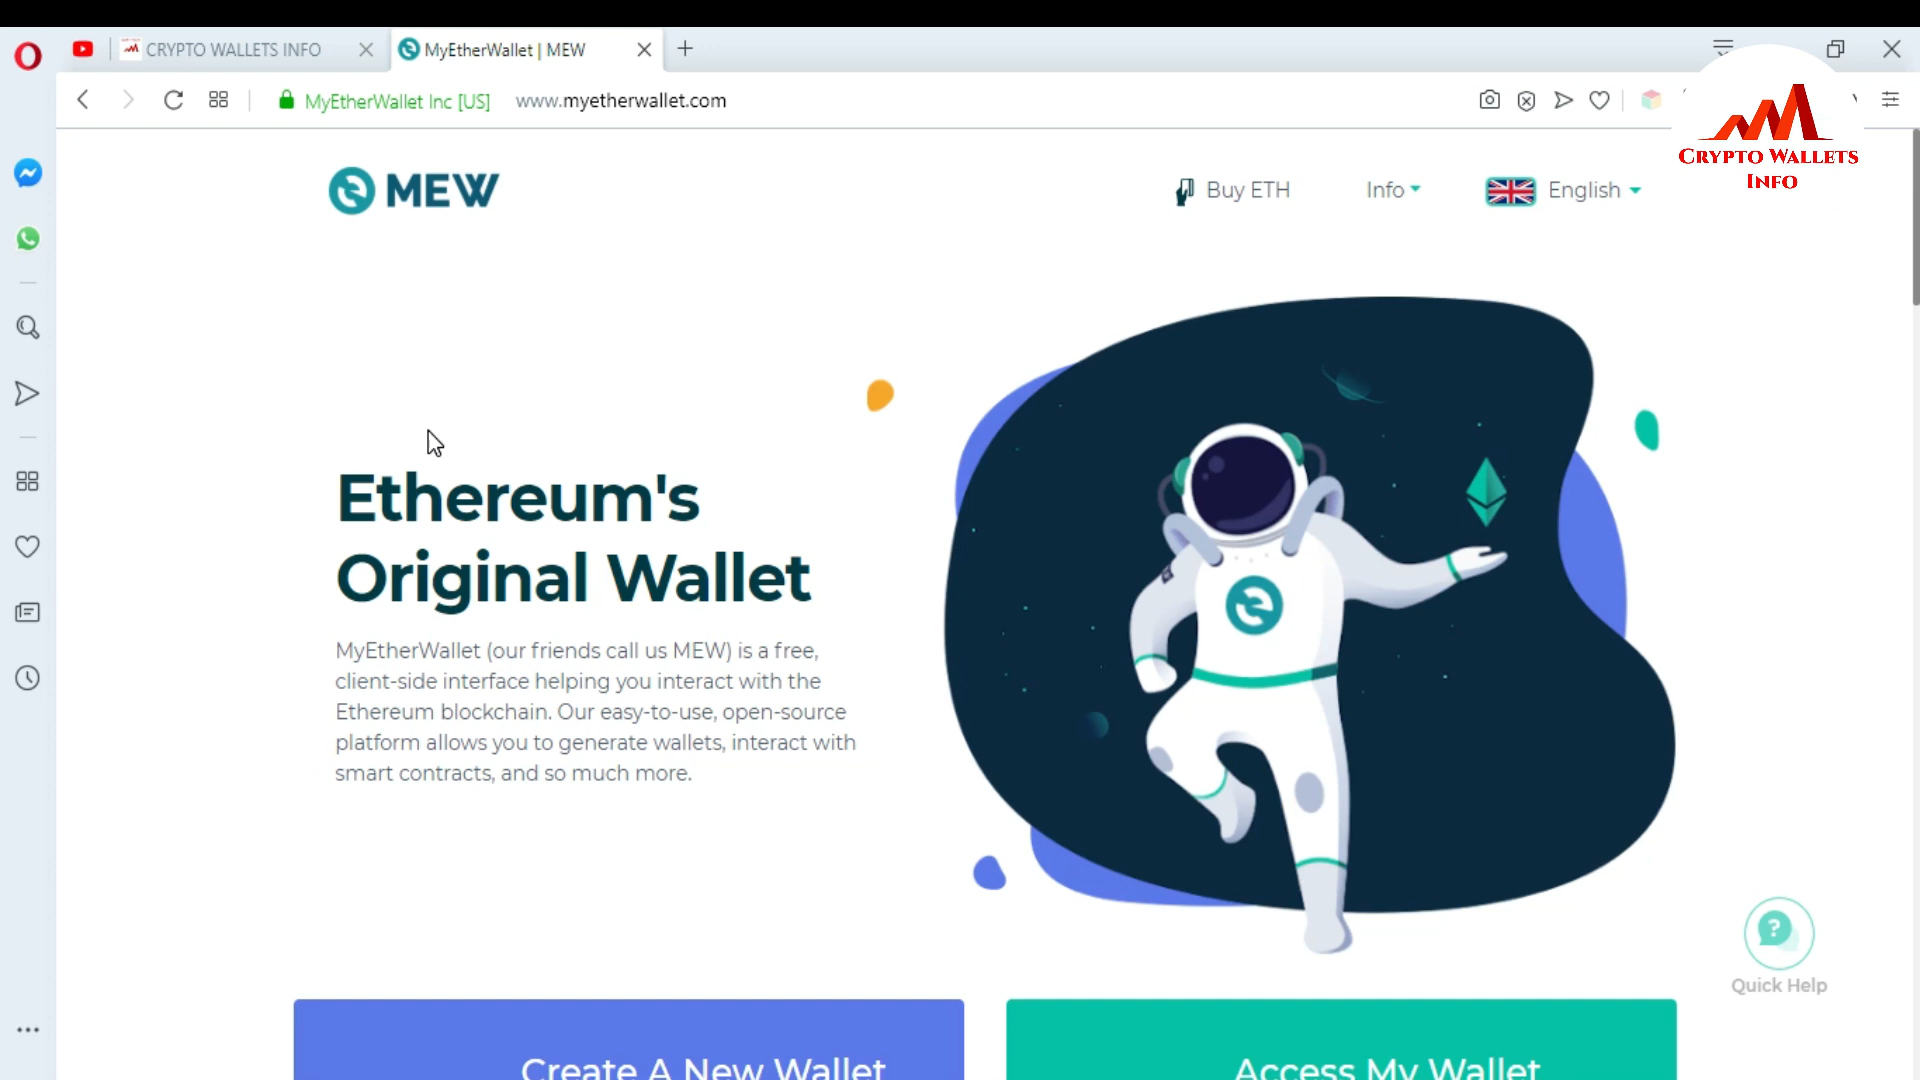 CRYPTO WALLETS INFO
MyEtherWallet | MEW
MyEtherWallet Inc [US] www.myetherwallet.com
CRYPTO WALLETS
INFO
MEW
Buy ETH
Info
English
Ethereum's
Original Wallet
MyEtherWallet (our friends call us MEW) is a free,
client-side interface helping you interact with the
Ethereum blockchain. Our easy-to-use, open-source
platform allows you to generate wallets, interact with
smart contracts, and so much more.
?
Quick Help
Create A New Wallet
Access My Wallet